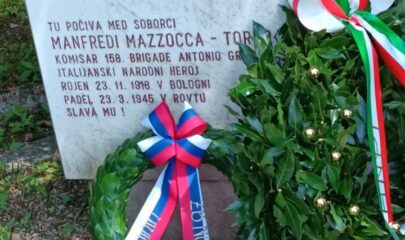 TU POČIVA MED SOBORCI
MANFREDI MAZZOCCA - TOR
KOMISAR 158. BRIGADE ANTONIO GR
ITALIJANSKI NARODNI HEROJ
ROJEN 23. 11. 1918 V BOLOGNI
PADEL 23. 3. 1945 V ROVTU
SLAVA MU !